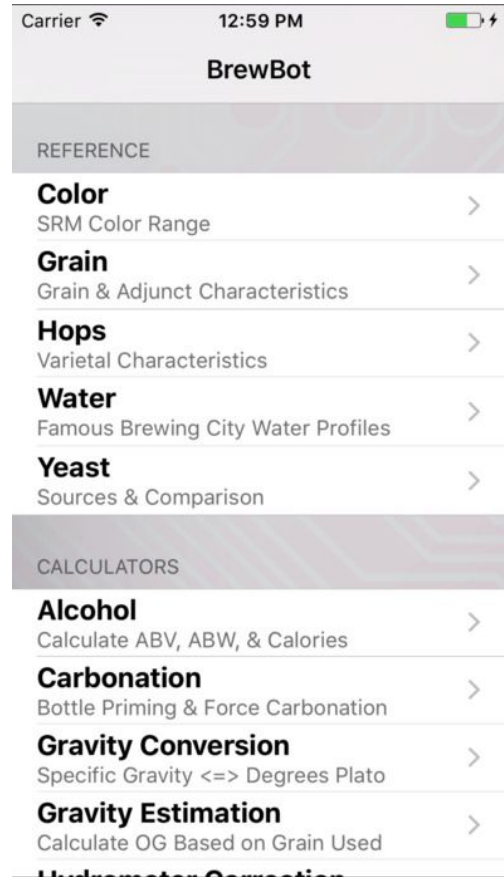 Carrier 12:59 PM
BrewBot
REFERENCE
Color
SRM Color Range
Grain
Grain & Adjunct Characteristics
Hops
Varietal Characteristics
Water
Famous Brewing City Water Profiles
Yeast
Sources & Comparison
CALCULATORS
Alcohol
Calculate ABV, ABW, & Calories
Carbonation
Bottle Priming & Force Carbonation
Gravity Conversion
Specific Gravity <=> Degrees Plato
Gravity Estimation
Calculate OG Based on Grain Used
Hydrometer Correction